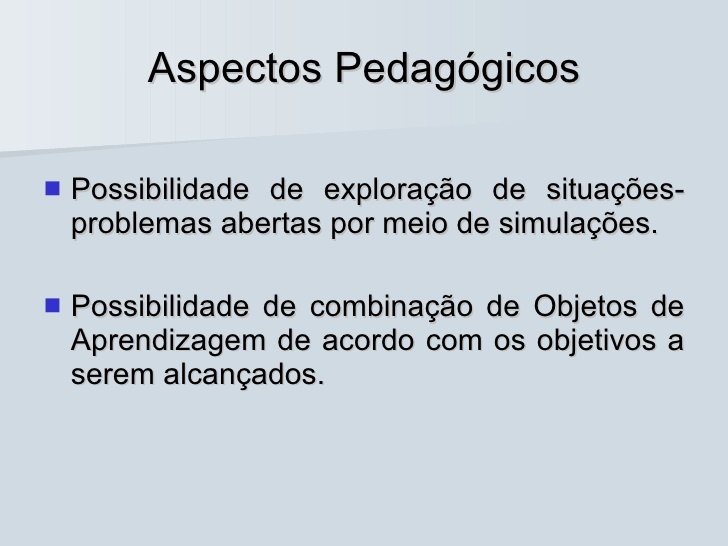 Aspectos Pedagógicos
Possibilidade de exploração de situações-
problemas abertas por meio de simulações.
Possibilidade de combinação de Objetos de
Aprendizagem de acordo com os objetivos a
serem alcançados.